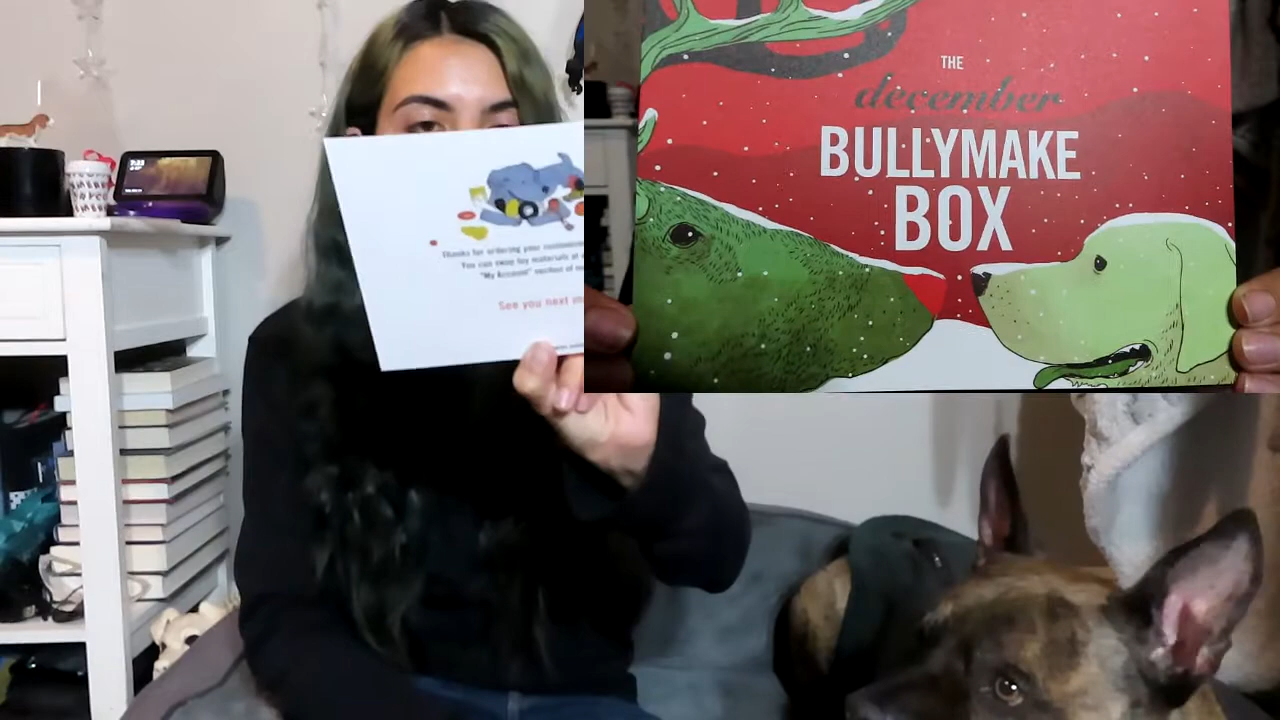 THE
december
BULLYMAKE
BOX
Thanks for ordering your
You can swap toy materials at
"My Account" section of
See you next